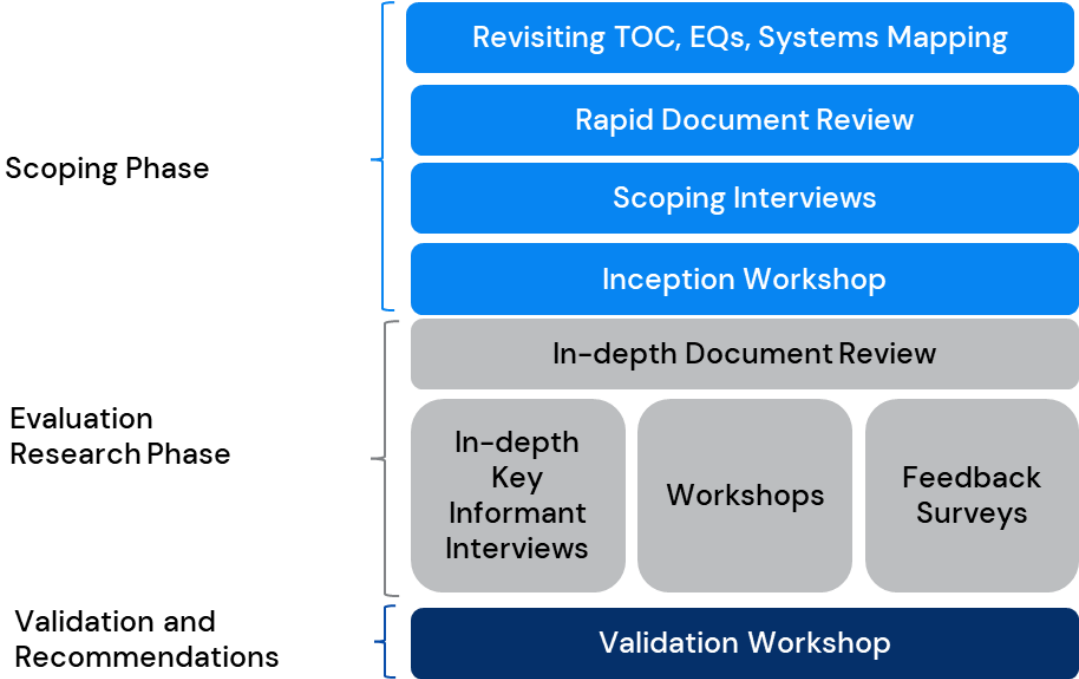 Revisiting TOC, EQs, Systems Mapping
Rapid Document Review
Scoping Phase
Scoping Interviews
Inception Workshop
In-depth Document Review
Evaluation
Research Phase
In-depth
Key
Informant
Interviews
Workshops
Feedback
Surveys
Validation and
Recommendations
Validation Workshop